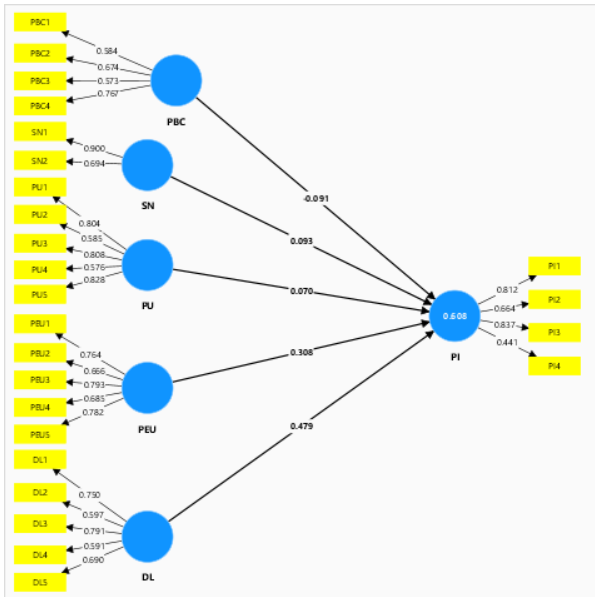 PBC1
0.584
PBC2
0.674
PBC3
0.573
PBC4
0.767
PBC
SN1
0.900
SN2
0.694
SN
PU1
0.804
PU2
0.585
PU3
0.808
PU4
0.576
PU5
0.828
PU
PEU1
0.764
PEU2
0.666
PEU3
0.793
PEU4
0.685
PEU5
0.782
PEU
DL1
0.750
DL2
0.597
DL3
0.791
DL4
0.591
DL5
0.690
DL
-0.091
0.093
0.070
0.308
0.479
0.608
PI
PI1
0.812
PI2
0.664
PI3
0.837
PI4
0.441